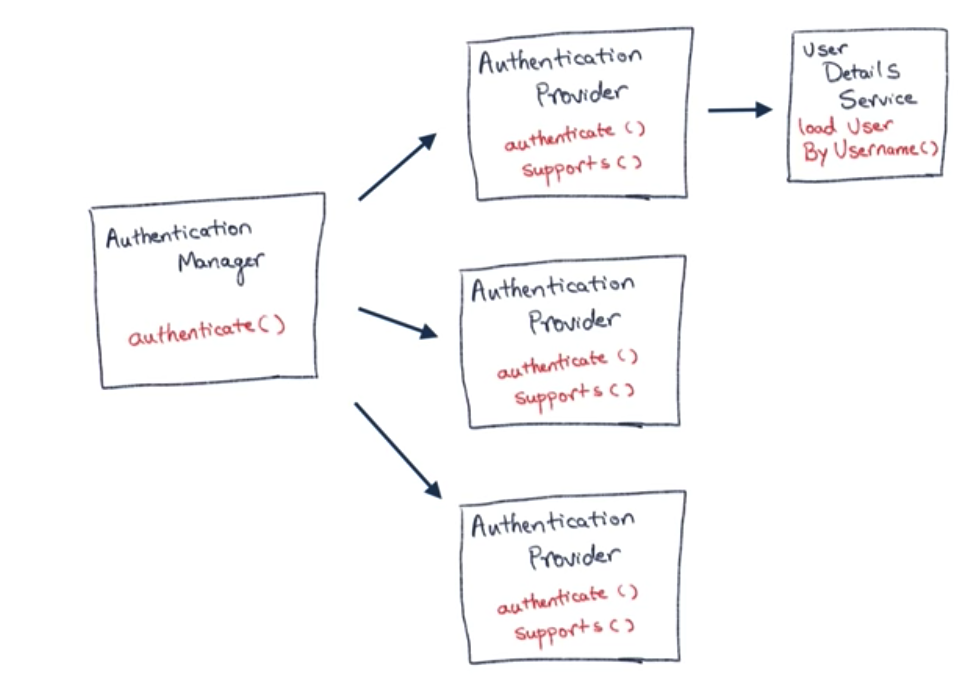 Authentication
Manager
authenticate()
Authentication
Provider
authenticate ()
supports()
User
Details
Service
load User
By Username()
Authentication
Provider
authenticate ()
supports()
Authentication
Provider
authenticate ()
supports()